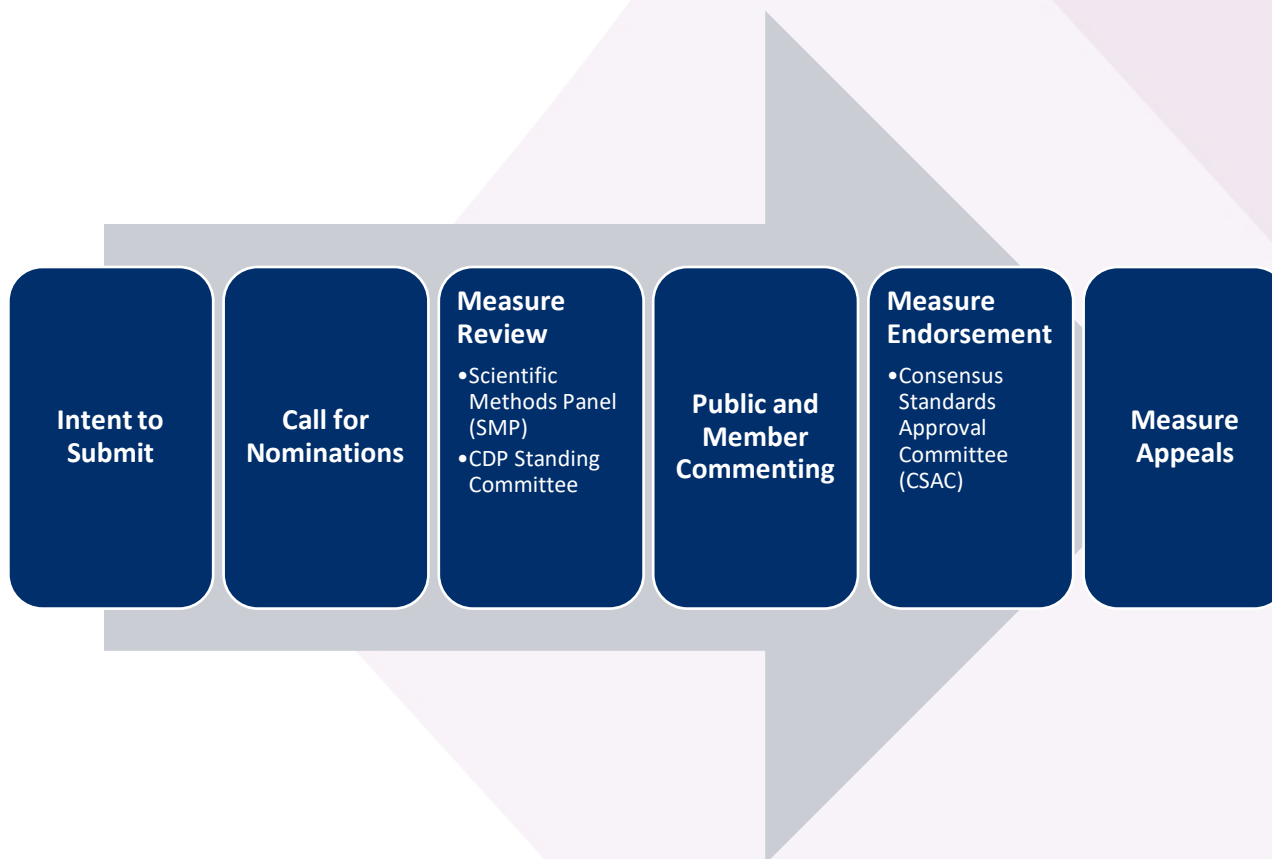 Intent to
Submit
Call for
Nominations
Measure
Review
•Scientific
Methods Panel
(SMP)
•CDP Standing
Committee
Public and
Member
Commenting
Measure
Endorsement
•Consensus
Standards
Approval
Committee
(CSAC)
Measure
Appeals